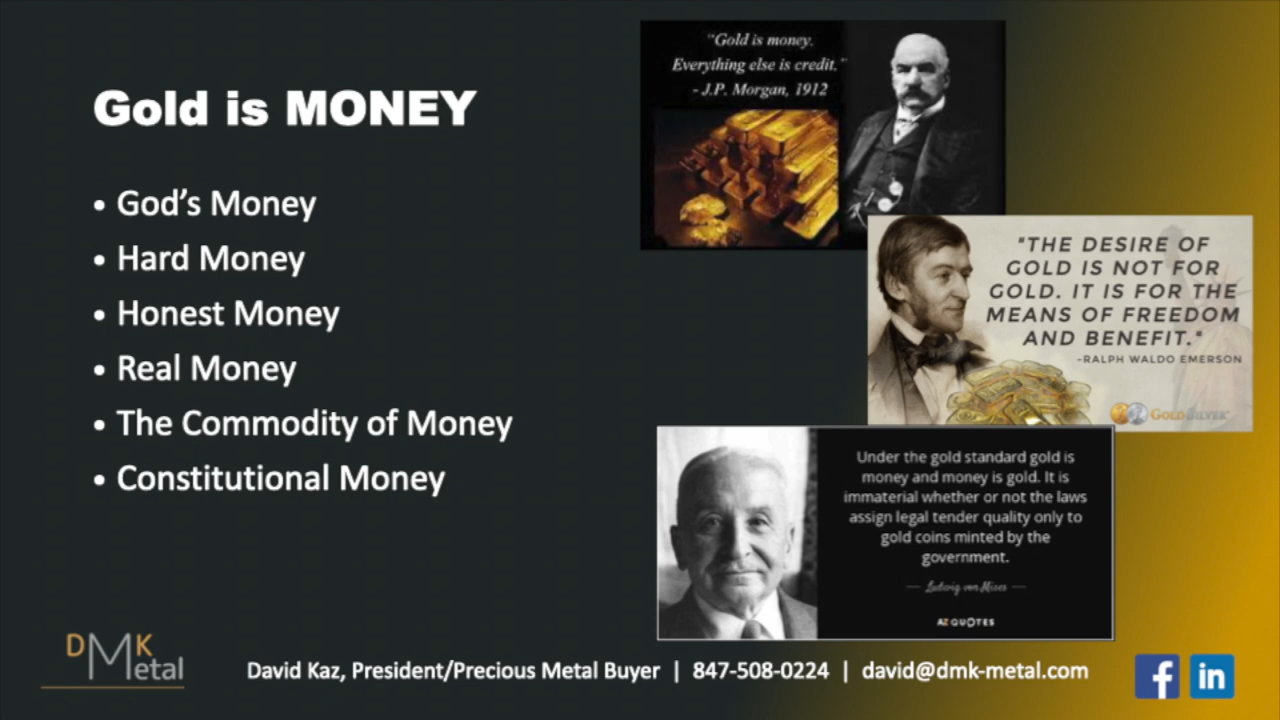 Gold is MONEY
• God's Money
• Hard Money
• Honest Money
• Real Money
• The Commodity of Money
• Constitutional Money
"Gold is money,
Everything else is credit."
- J.P. Morgan, 1912
"THE DESIRE OF
GOLD IS NOT FOR
GOLD. IT IS FOR THE
MEANS OF FREEDOM
AND BENEFIT."
-RALPH WALDO EMERSON
GOLDSILVER
Under the gold standard gold is
money and money is gold. It is
immaterial whether or not the laws
assign legal tender quality only to
gold coins minted by the
government.
Ludwig von Mises
AZ QUOTES
DMK
Metal
David Kaz, President/Precious Metal Buyer | 847-508-0224 | david@dmk-metal.com
f in